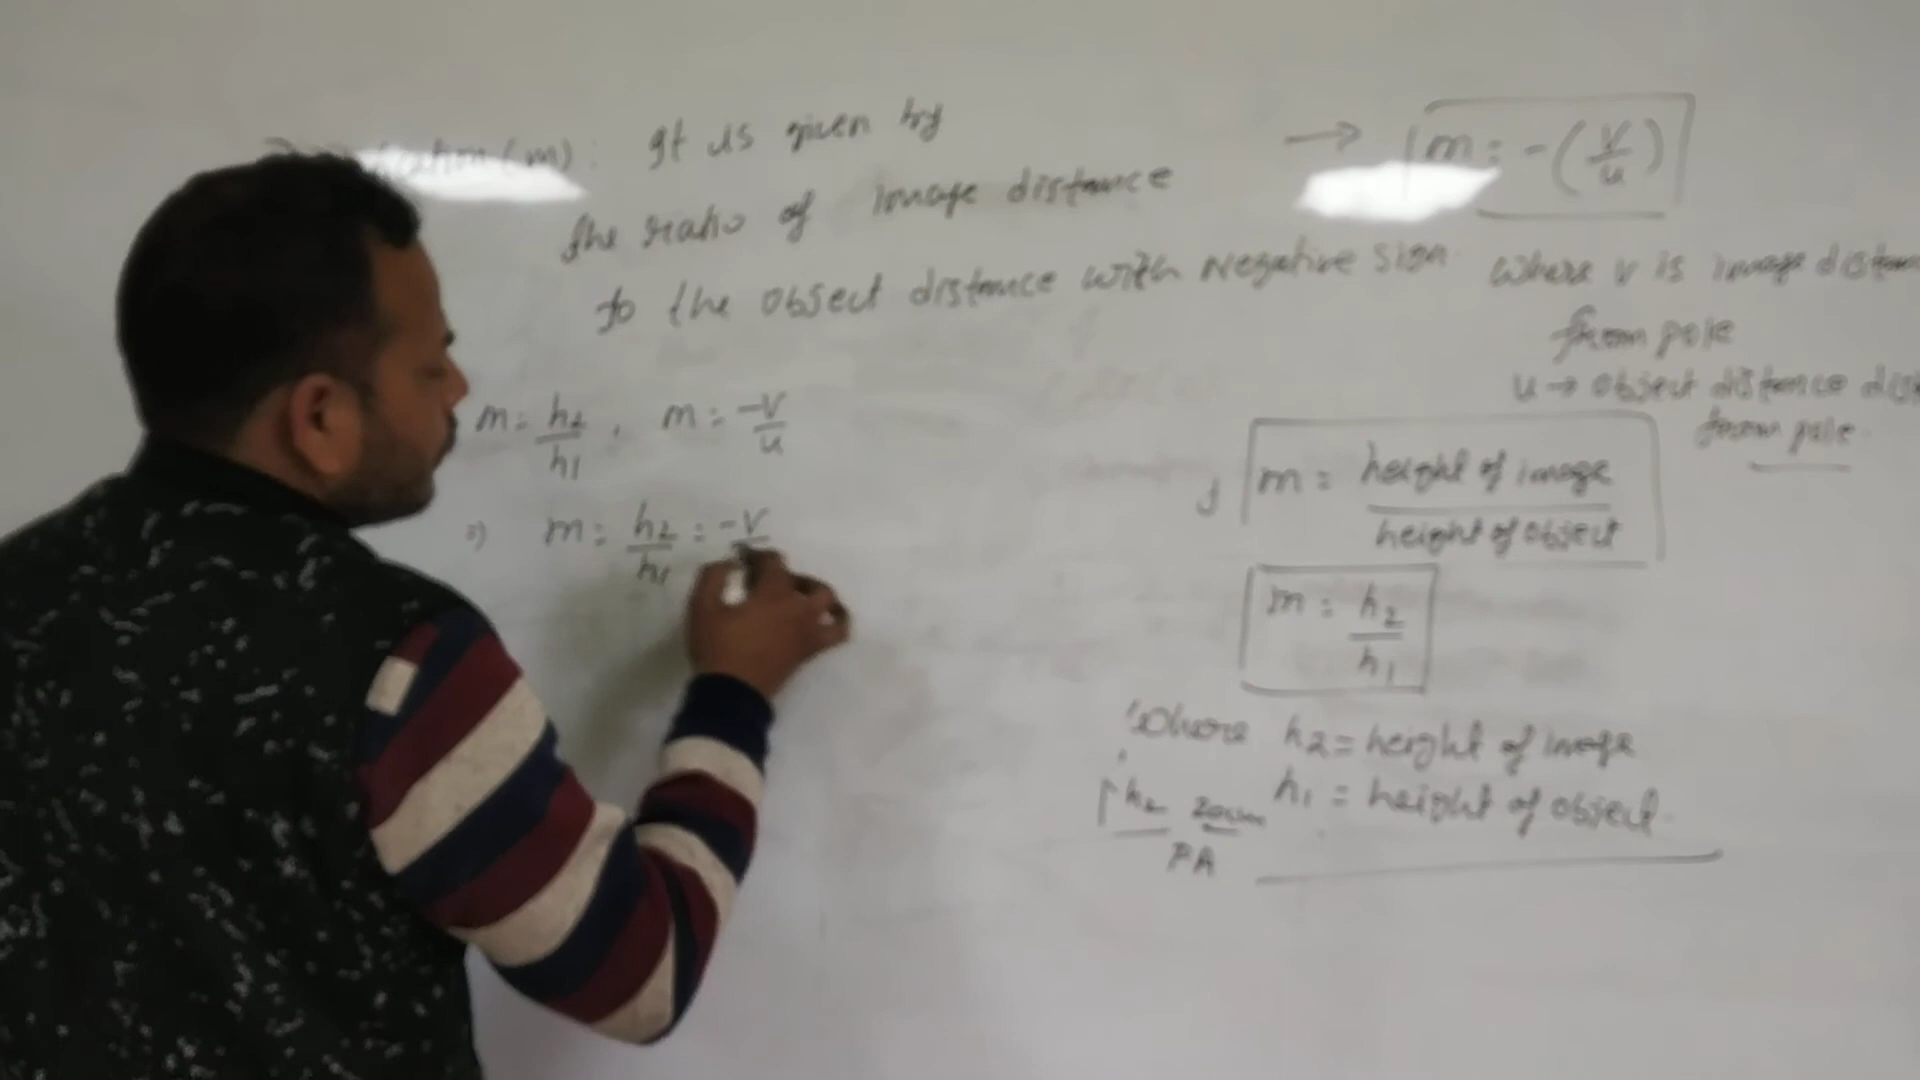 (m): It is given by
the ratio of image distance
to the object distance with Negative sign
m = h2/h1, m = -v/u
m = h2/h1 = -v
→ m = -(v/u)
where v is image
from pole
u → object distance
from pole
m = height of image / height of object
m = h2/h1
where h2 = height of image
h1 = height of object
h2
PA